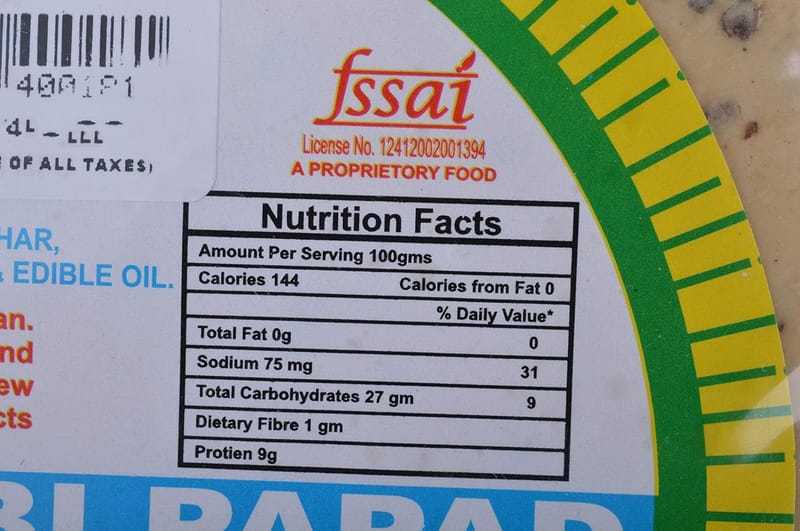 400181
OF ALL TAXES)
fssai
License No. 12412002001394
A PROPRIETORY FOOD
HAR,
& EDIBLE OIL.
an.
nd
ew
cts
Nutrition Facts
Amount Per Serving 100gms
Calories 144 Calories from Fat 0
% Daily Value*
Total Fat 0g 0
Sodium 75 mg 31
Total Carbohydrates 27 gm 9
Dietary Fibre 1 gm
Protien 9g
BI PAPAD